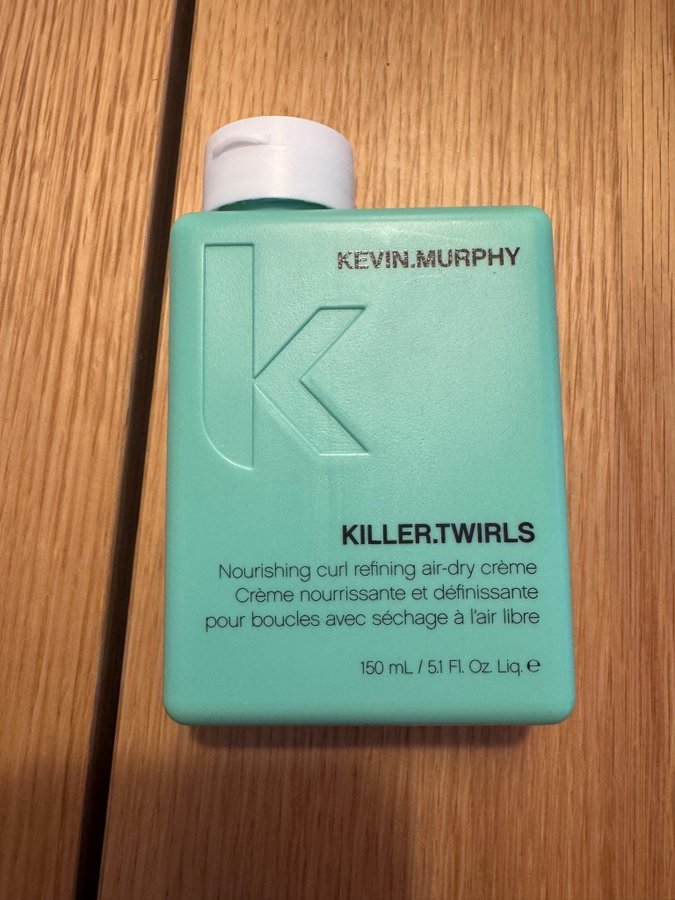 KEVIN.MURPHY
KILLER.TWIRLS
Nourishing curl refining air-dry crème
Crème nourrissante et définissante
pour boucles avec séchage à l'air libre
150 mL / 5.1 Fl. Oz. Liq. ℮